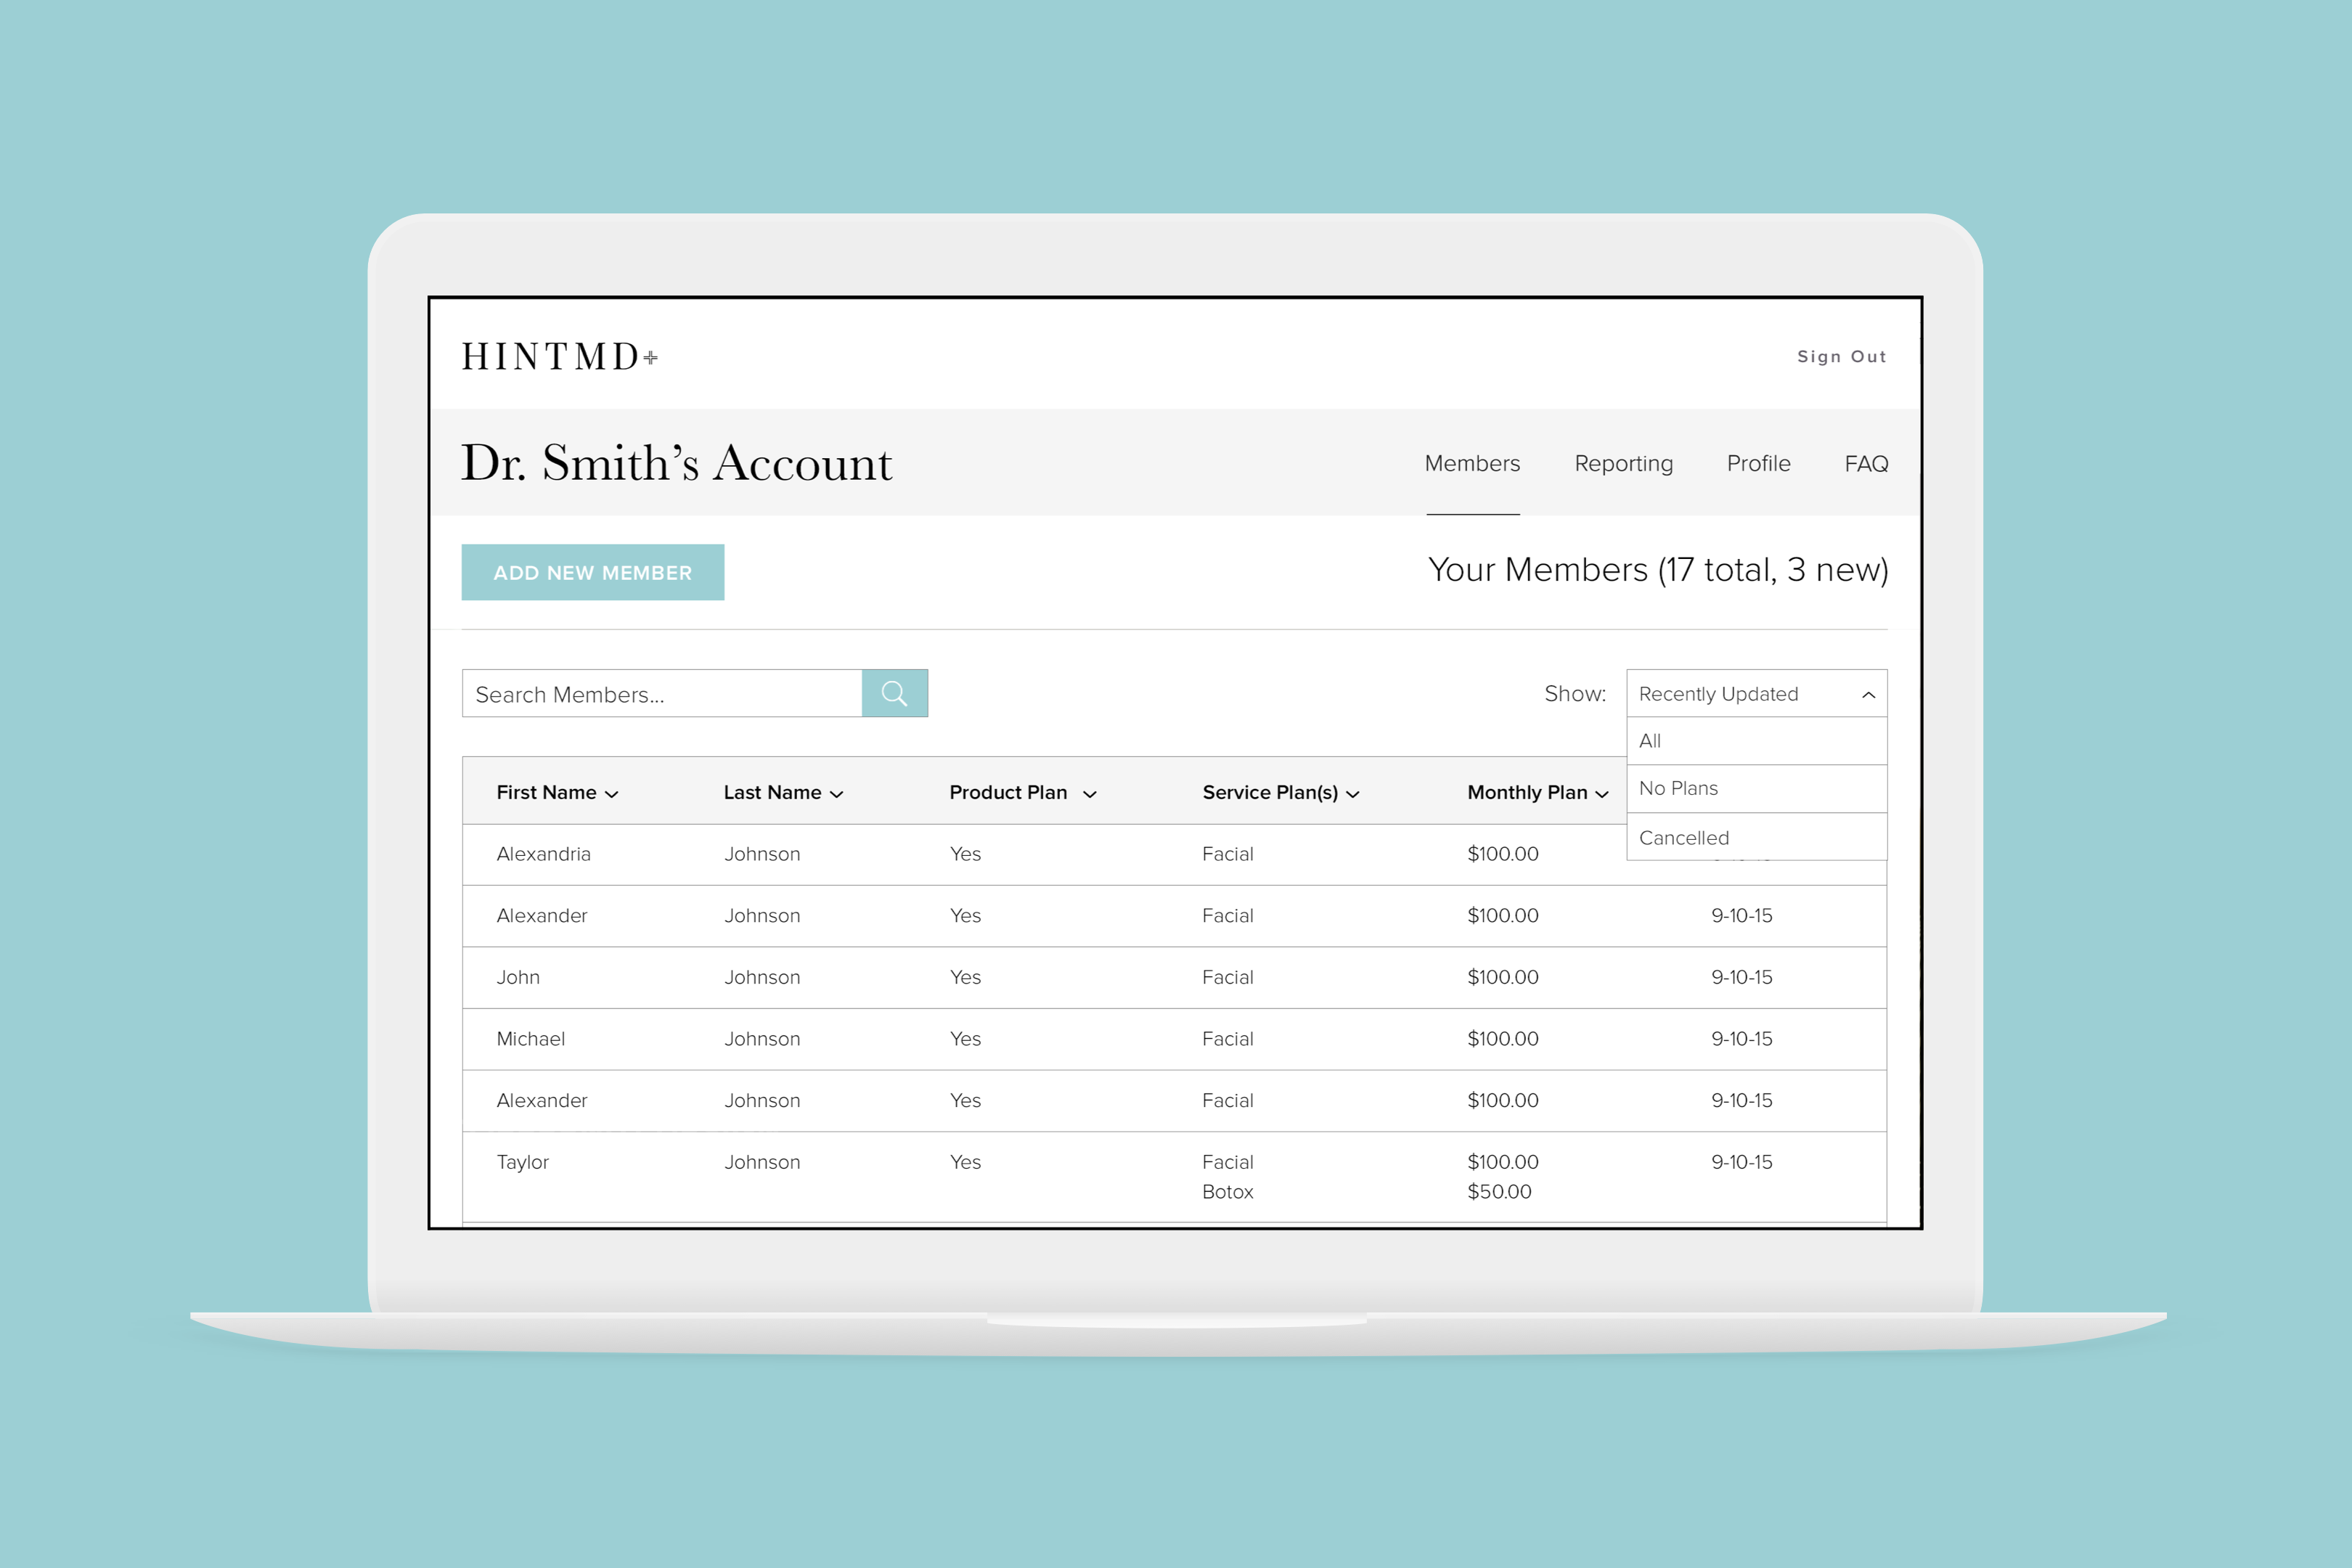 HINTMD+
Sign Out
Dr. Smith's Account
Members Reporting Profile FAQ
ADD NEW MEMBER
Your Members (17 total, 3 new)
Search Members...
Show: Recently Updated
All
No Plans
Cancelled
First Name Last Name Product Plan Service Plan(s) Monthly Plan
Alexandria Johnson Yes Facial $100.00
Alexander Johnson Yes Facial $100.00 9-10-15
John Johnson Yes Facial $100.00 9-10-15
Michael Johnson Yes Facial $100.00 9-10-15
Alexander Johnson Yes Facial $100.00 9-10-15
Taylor Johnson Yes Facial $100.00 9-10-15
Botox $50.00